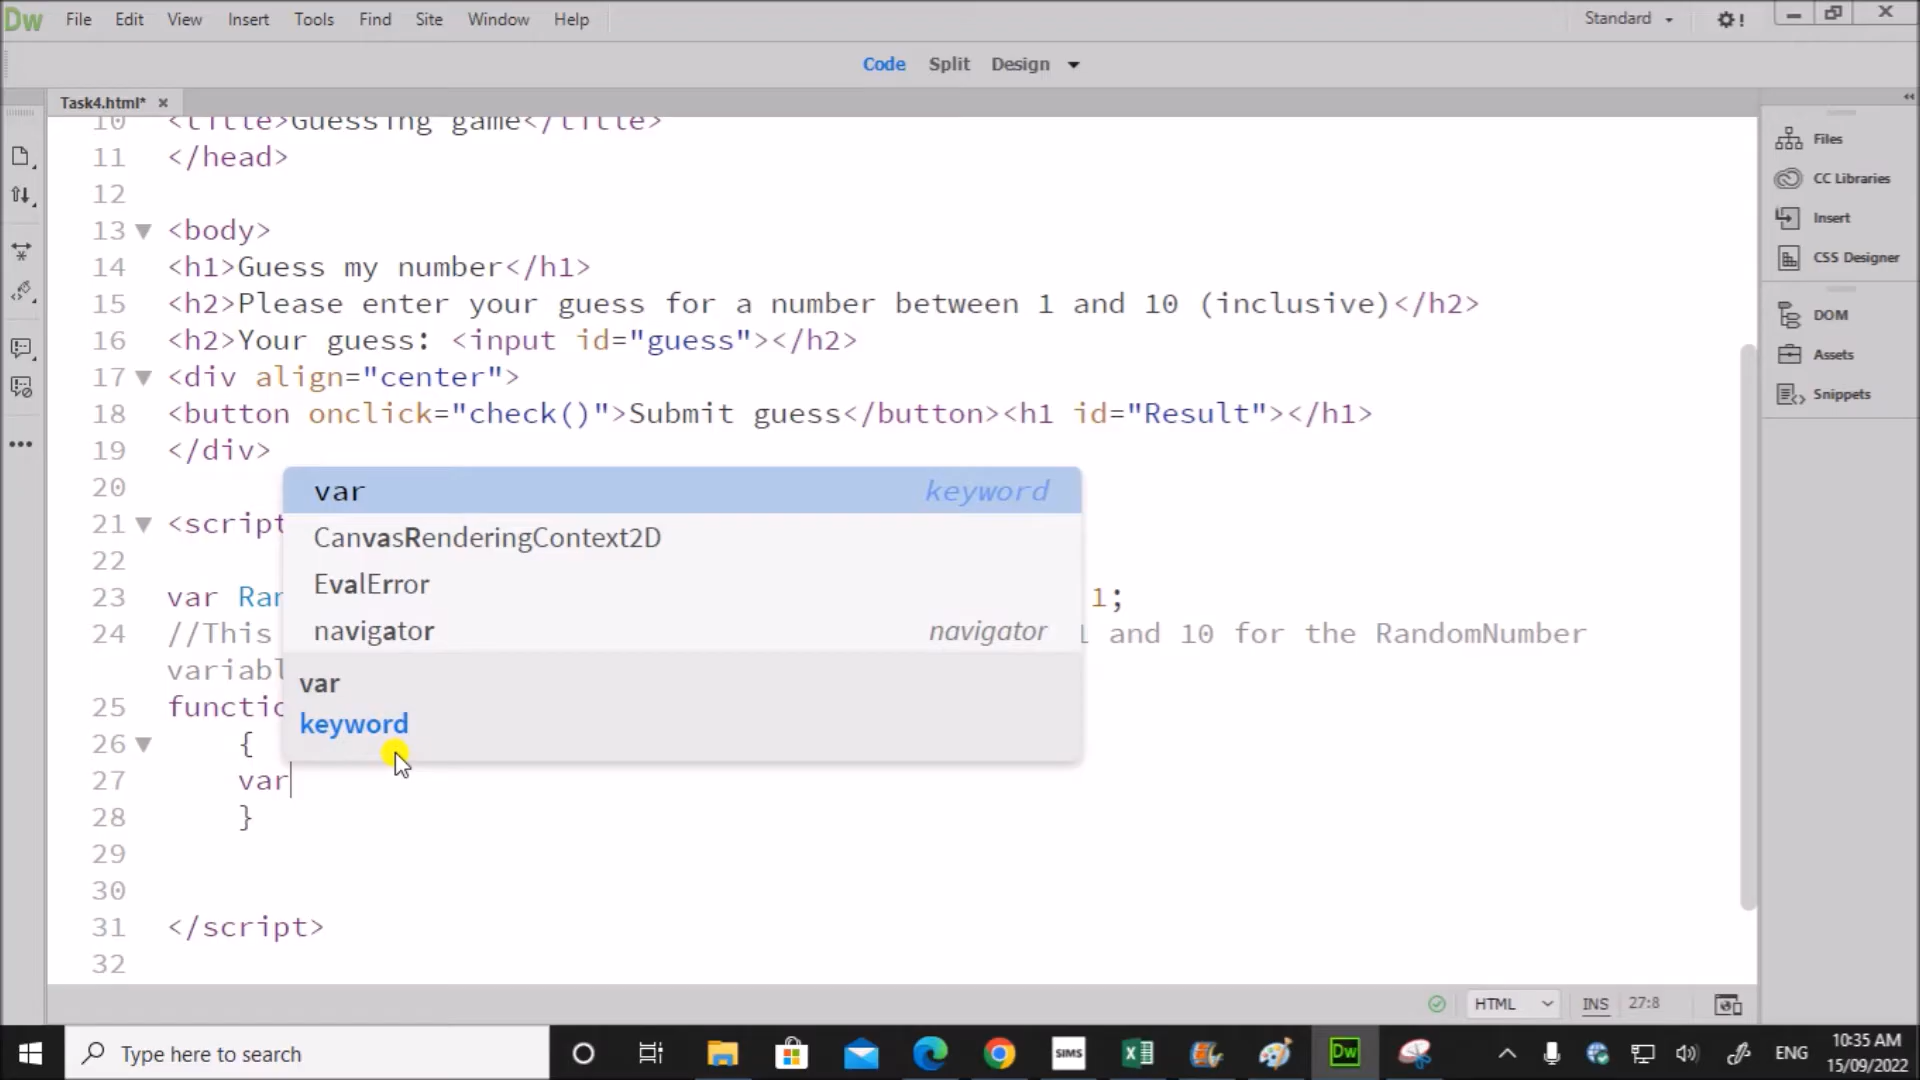 Dw File Edit View Insert Tools Find Site Window Help Standard
Code Split Design
Task4.html* ×
10 <title>Guessing game</title>
11 </head>
12
13 <body>
14 <h1>Guess my number</h1>
15 <h2>Please enter your guess for a number between 1 and 10 (inclusive)</h2>
16 <h2>Your guess: <input id="guess"></h2>
17 <div align="center">
18 <button onclick="check()">Submit guess</button><h1 id="Result"></h1>
19 </div>
20
21 <script
22
23 var Ran 1;
24 //This 1 and 10 for the RandomNumber
variabl
25 functio
26 {
27 var
28 }
29
30
31 </script>
32
var keyword
CanvasRenderingContext2D
EvalError
navigator navigator
var
keyword
Files
CC Libraries
Insert
CSS Designer
DOM
Assets
Snippets
HTML INS 27:8
Type here to search
SIMS
Dw
ENG
10:35 AM
15/09/2022